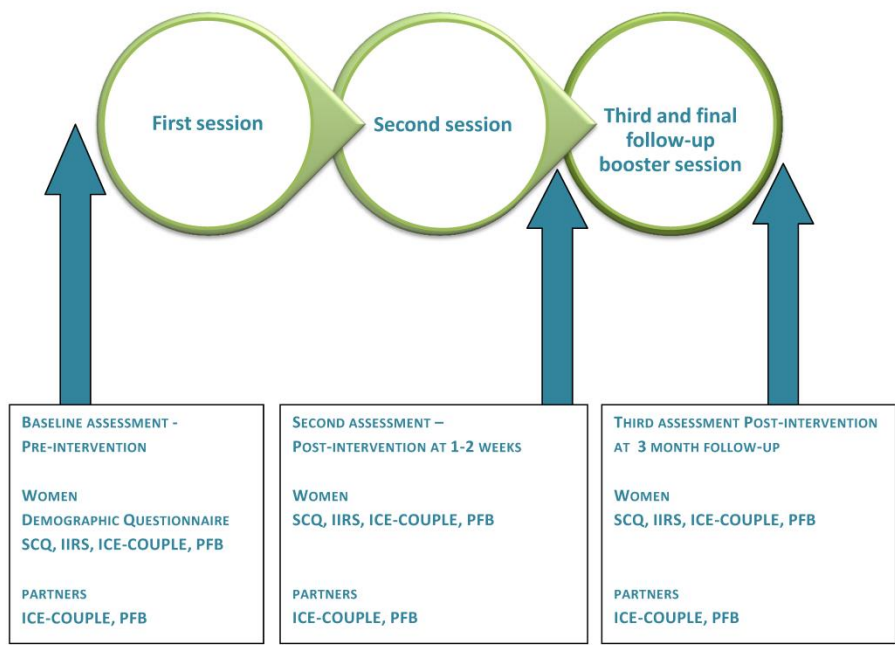 First session
Second session
Third and final
follow-up
booster session
BASELINE ASSESSMENT -
PRE-INTERVENTION
WOMEN
DEMOGRAPHIC QUESTIONNAIRE
SCQ, IIRS, ICE-COUPLE, PFB
PARTNERS
ICE-COUPLE, PFB
SECOND ASSESSMENT –
POST-INTERVENTION AT 1-2 WEEKS
WOMEN
SCQ, IIRS, ICE-COUPLE, PFB
PARTNERS
ICE-COUPLE, PFB
THIRD ASSESSMENT POST-INTERVENTION
AT 3 MONTH FOLLOW-UP
WOMEN
SCQ, IIRS, ICE-COUPLE, PFB
PARTNERS
ICE-COUPLE, PFB